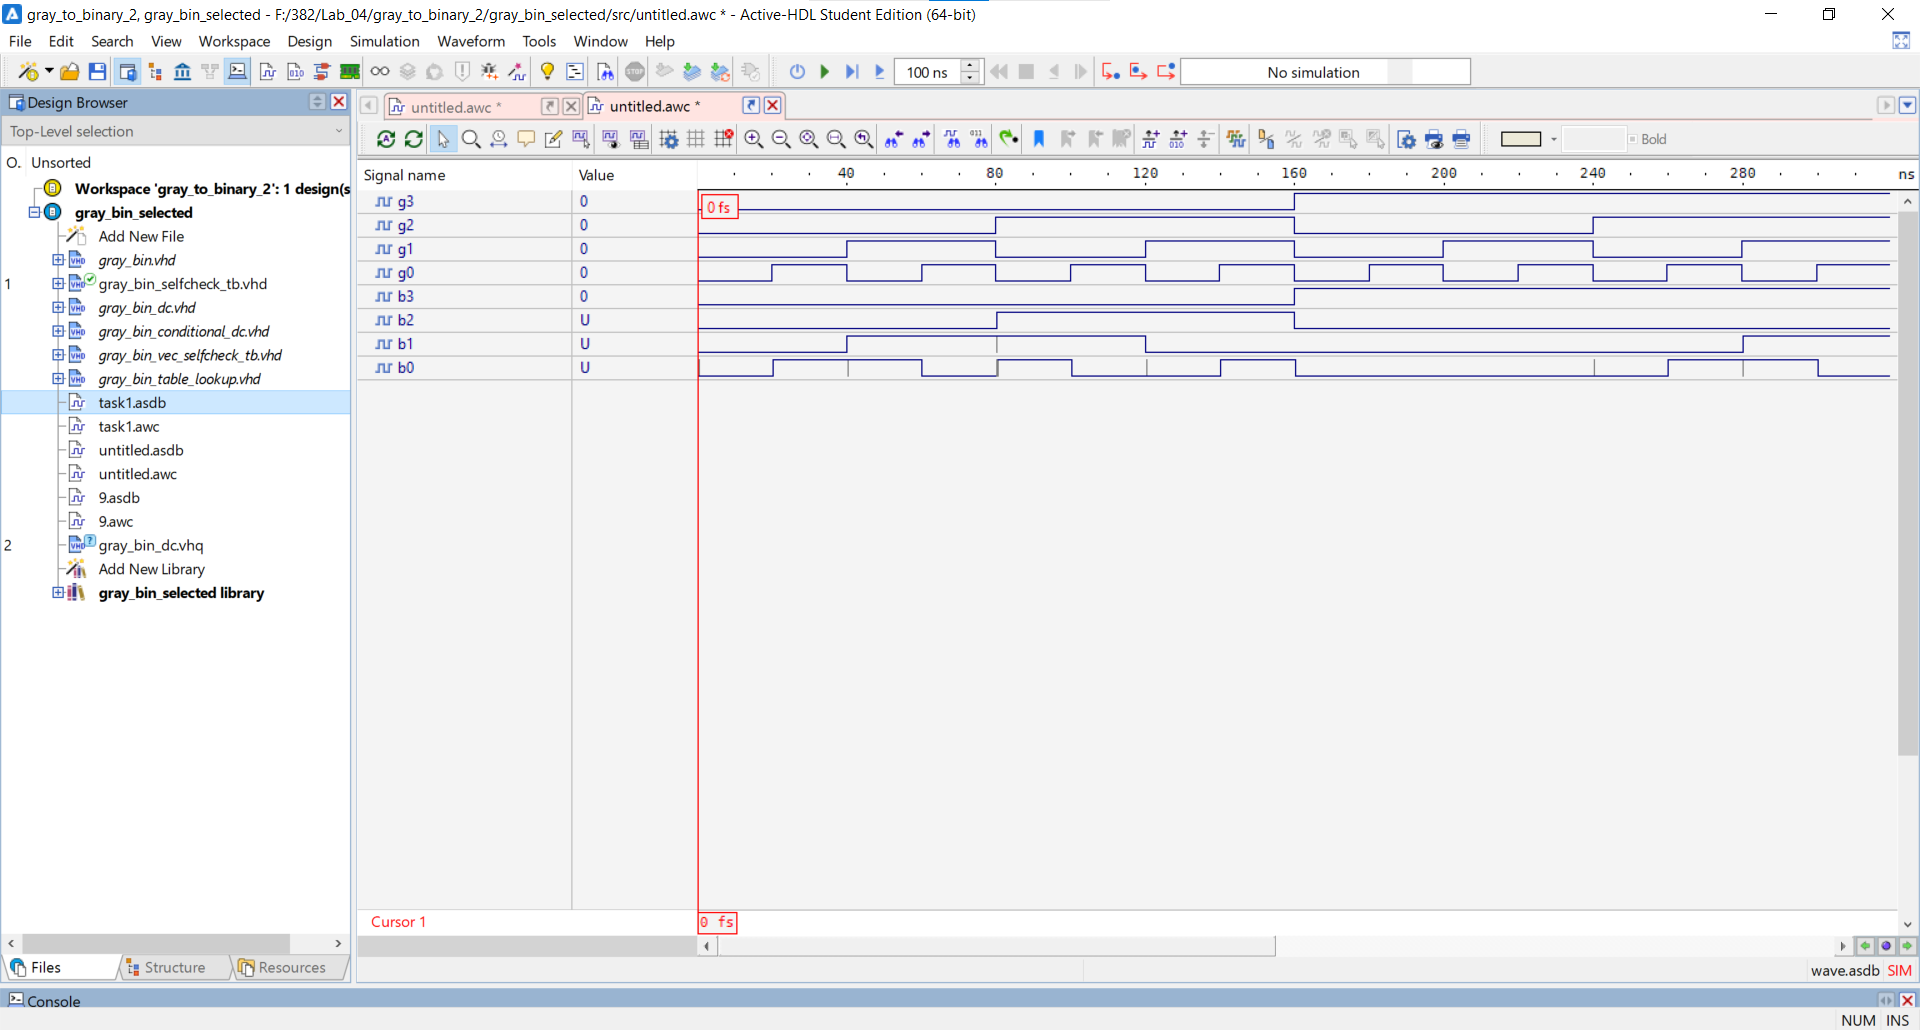 gray_to_binary_2, gray_bin_selected - F:/382/Lab_04/gray_to_binary_2/gray_bin_selected/src/untitled.awc * - Active-HDL Student Edition (64-bit)
File Edit Search View Workspace Design Simulation Waveform Tools Window Help
100 ns No simulation
Design Browser
Top-Level selection
O. Unsorted
Workspace 'gray_to_binary_2': 1 design(s
gray_bin_selected
Add New File
gray_bin.vhd
1 gray_bin_selfcheck_tb.vhd
gray_bin_dc.vhd
gray_bin_conditional_dc.vhd
gray_bin_vec_selfcheck_tb.vhd
gray_bin_table_lookup.vhd
task1.asdb
task1.awc
untitled.asdb
untitled.awc
9.asdb
9.awc
2 gray_bin_dc.vhq
Add New Library
gray_bin_selected library
Files Structure Resources
untitled.awc * untitled.awc *
Bold
Signal name Value 40 80 120 160 200 240 280 ns
g3 0
0 fs
g2 0
g1 0
g0 0
b3 0
b2 U
b1 U
b0 U
Cursor 1 0 fs
wave.asdb SIM
Console
NUM INS